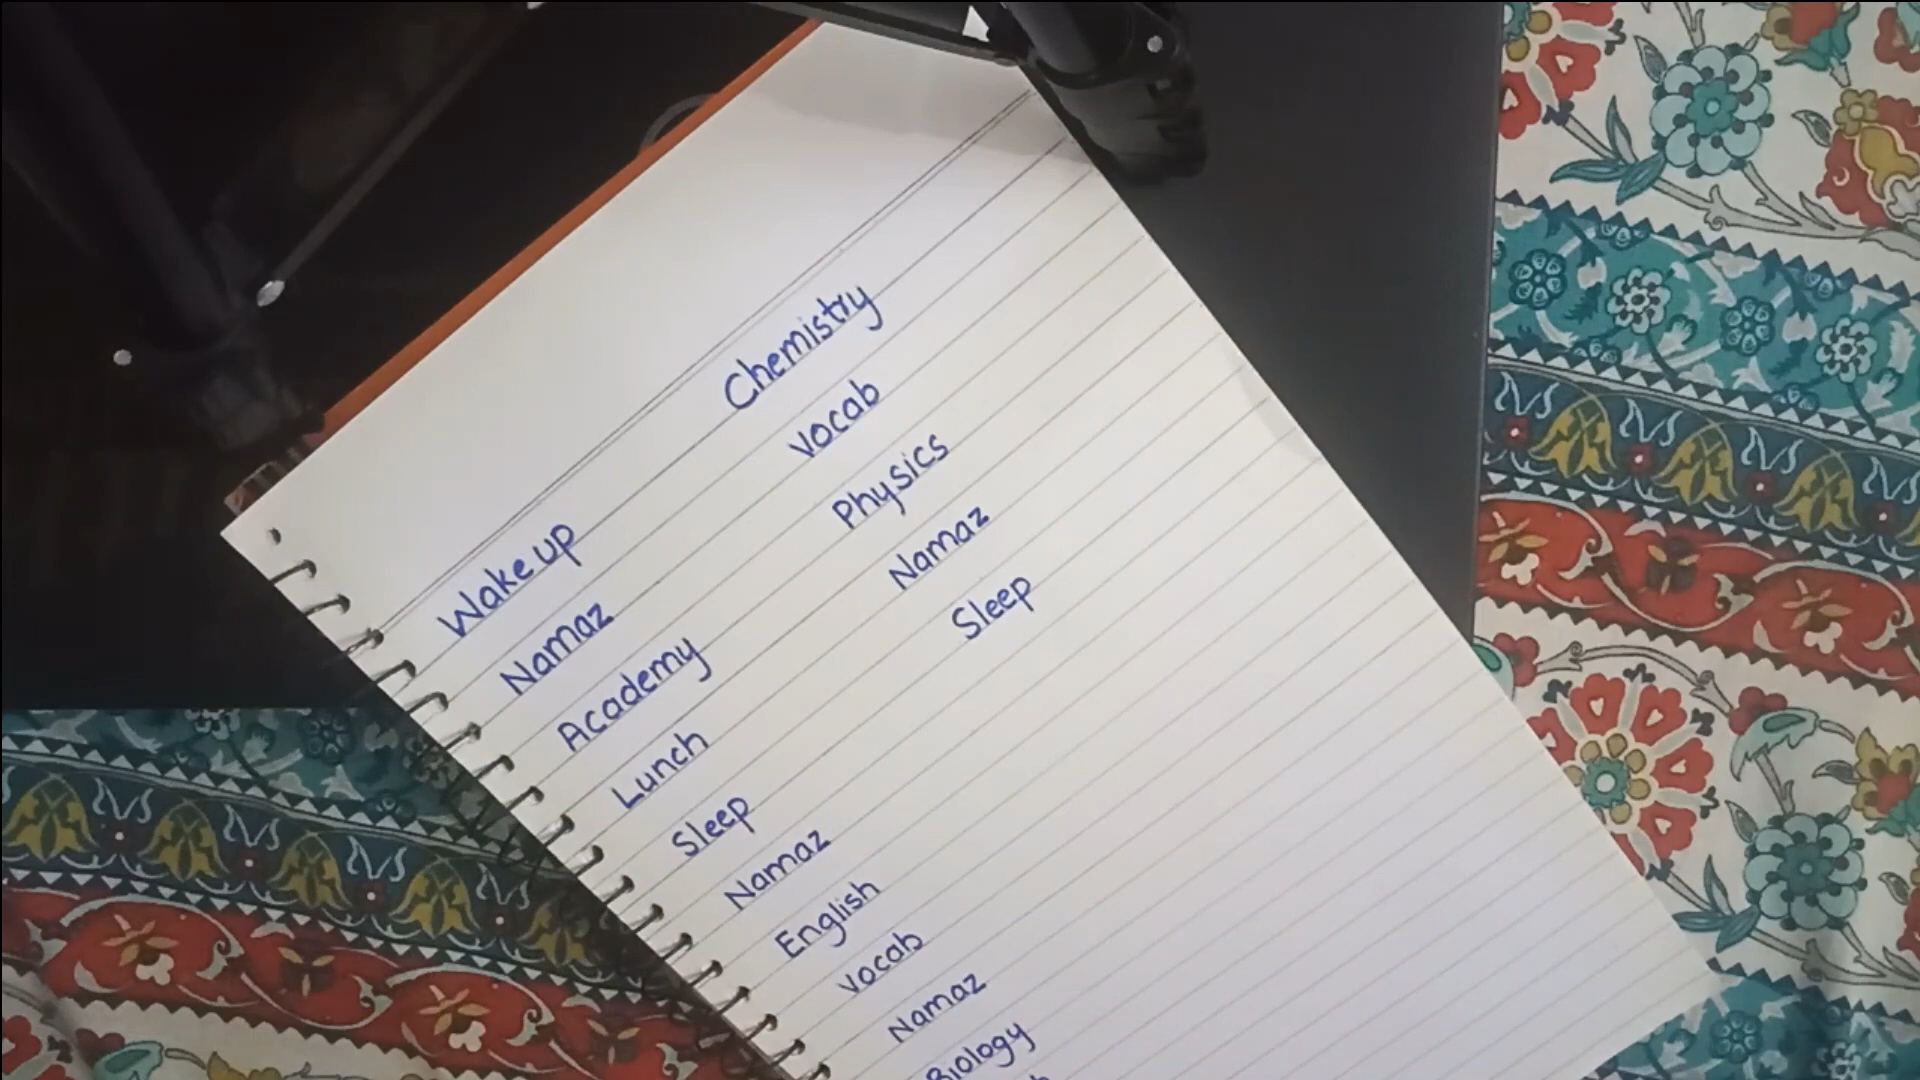 Wake up
Namaz
Academy
Lunch
Sleep
Namaz
English
Vocab
Namaz
Biology
Chemistry
Vocab
Physics
Namaz
Sleep